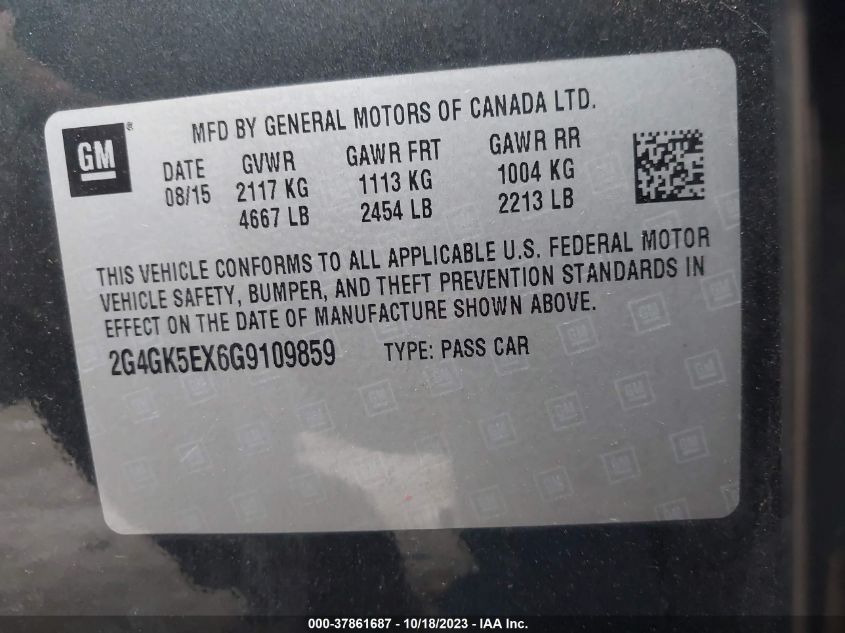 MFD BY GENERAL MOTORS OF CANADA LTD.
GM®
DATE GVWR GAWR FRT GAWR RR
08/15 2117 KG 1113 KG 1004 KG
4667 LB 2454 LB 2213 LB
THIS VEHICLE CONFORMS TO ALL APPLICABLE U.S. FEDERAL MOTOR
VEHICLE SAFETY, BUMPER, AND THEFT PREVENTION STANDARDS IN
EFFECT ON THE DATE OF MANUFACTURE SHOWN ABOVE.
2G4GK5EX6G9109859 TYPE: PASS CAR
000-37861687 - 10/18/2023 - IAA Inc.